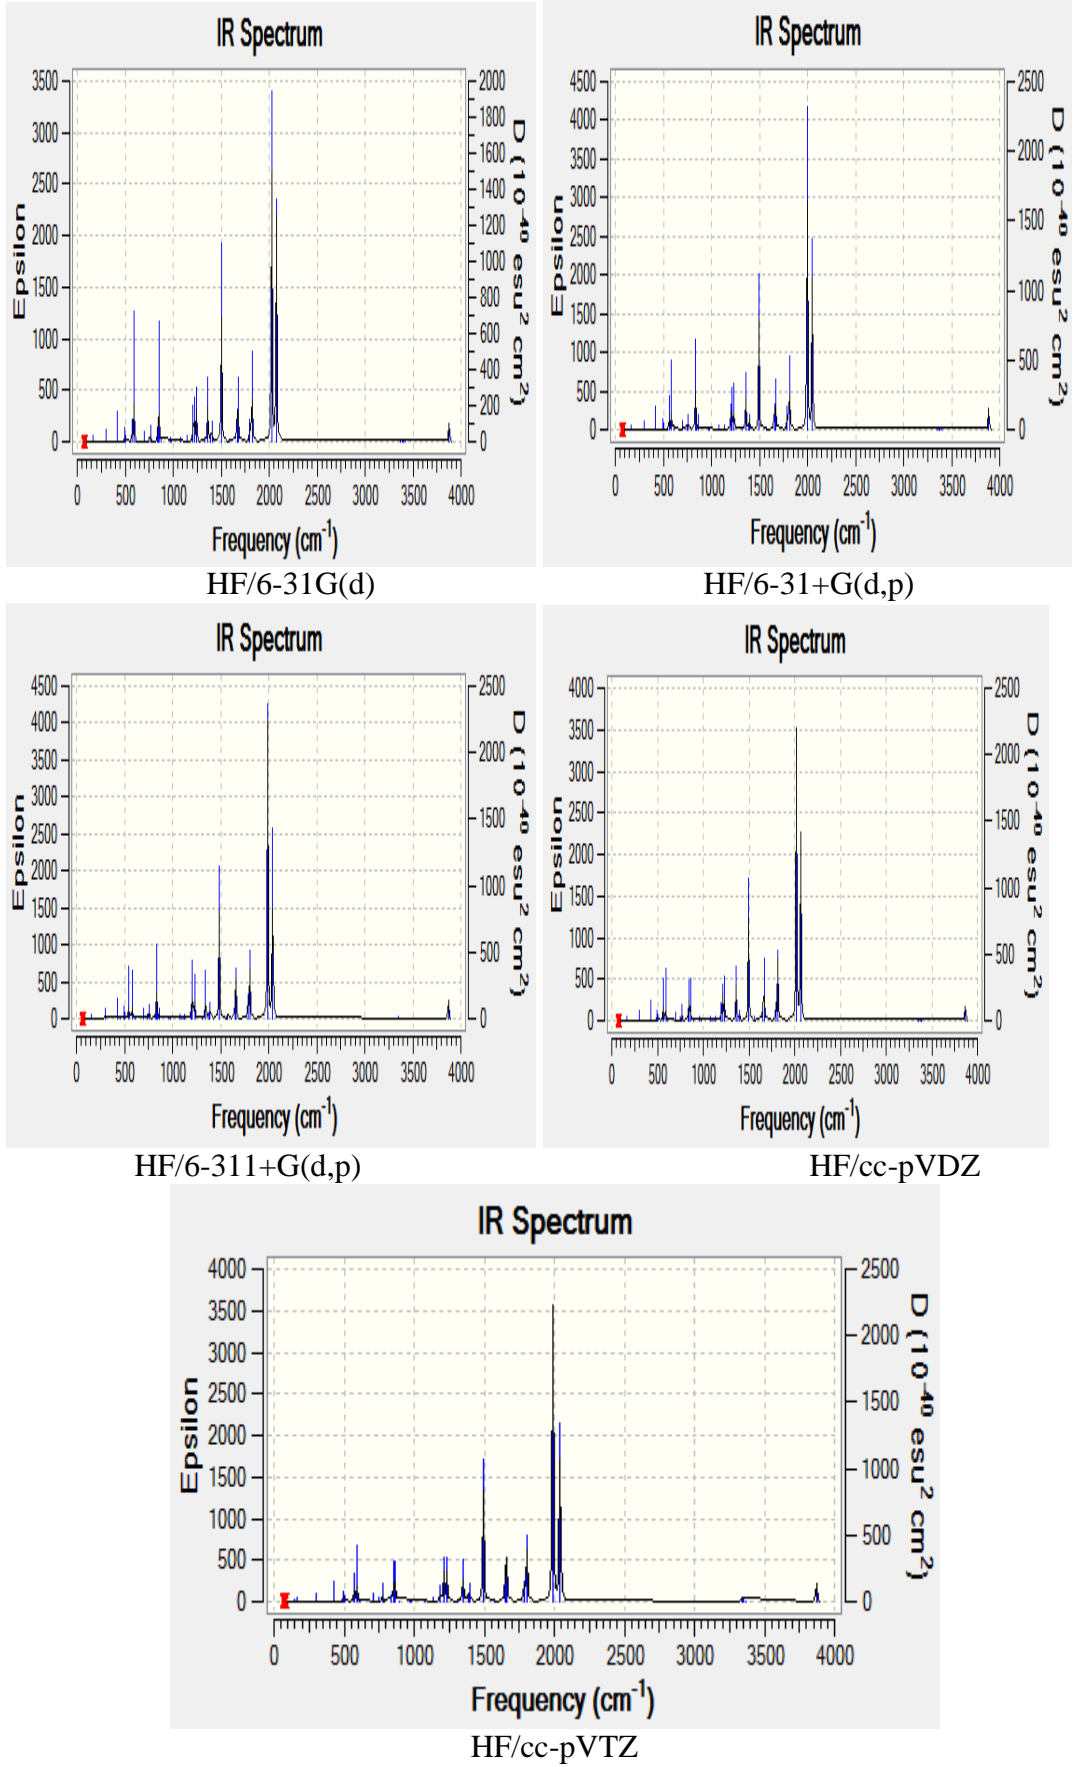 IR Spectrum
IR Spectrum
3500
3000
2500
2000
1500
1000
500
0
Epsilon
2000
1800
1600
1400
1200
1000
800
600
400
200
0
D (10⁻⁴⁰ esu² cm²)
0 500 1000 1500 2000 2500 3000 3500 4000
Frequency (cm⁻¹)
4500
4000
3500
3000
2500
2000
1500
1000
500
0
Epsilon
2500
2000
1500
1000
500
0
D (10⁻⁴⁰ esu² cm²)
0 500 1000 1500 2000 2500 3000 3500 4000
Frequency (cm⁻¹)
HF/6-31G(d)
HF/6-31+G(d,p)
IR Spectrum
IR Spectrum
4500
4000
3500
3000
2500
2000
1500
1000
500
0
Epsilon
2500
2000
1500
1000
500
0
D (10⁻⁴⁰ esu² cm²)
0 500 1000 1500 2000 2500 3000 3500 4000
Frequency (cm⁻¹)
4000
3500
3000
2500
2000
1500
1000
500
0
Epsilon
2500
2000
1500
1000
500
0
D (10⁻⁴⁰ esu² cm²)
0 500 1000 1500 2000 2500 3000 3500 4000
Frequency (cm⁻¹)
HF/6-311+G(d,p)
HF/cc-pVDZ
IR Spectrum
4000
3500
3000
2500
2000
1500
1000
500
0
Epsilon
2500
2000
1500
1000
500
0
D (10⁻⁴⁰ esu² cm²)
0 500 1000 1500 2000 2500 3000 3500 4000
Frequency (cm⁻¹)
HF/cc-pVTZ